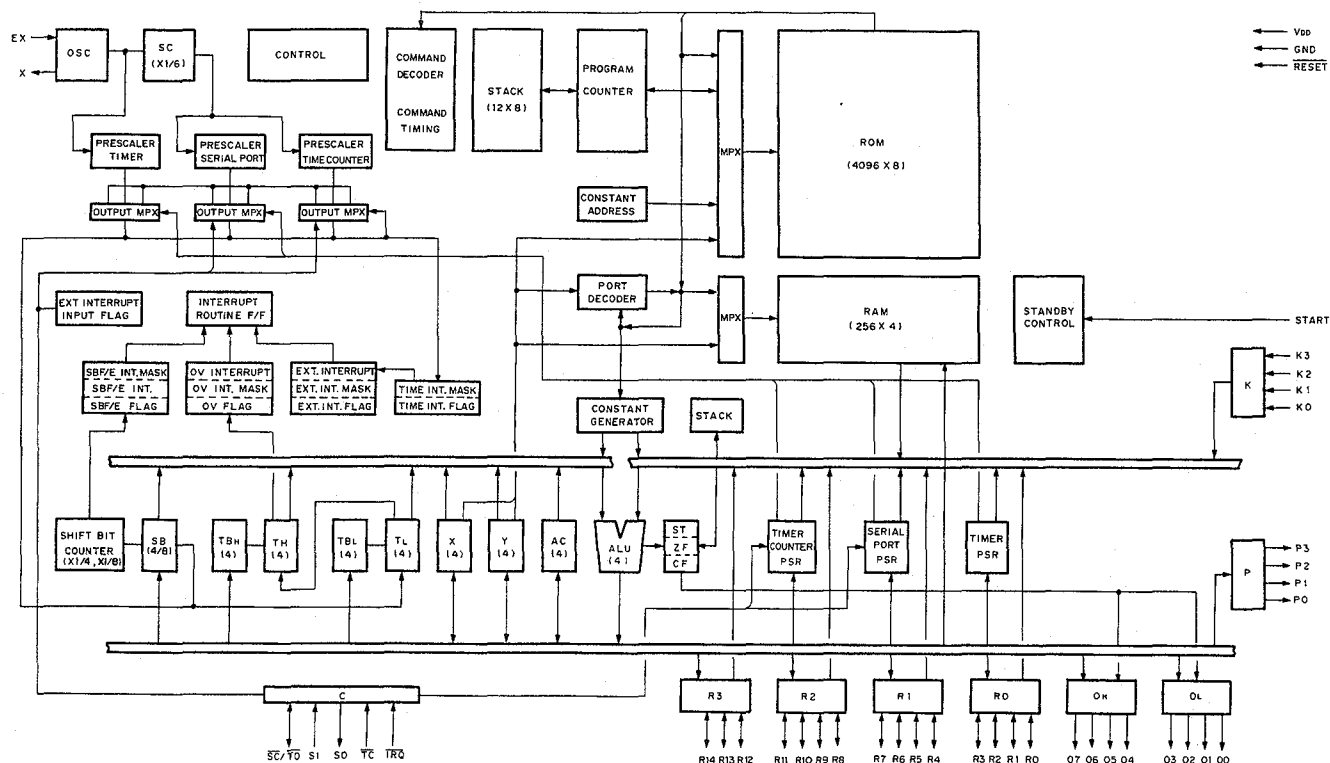 EX
X
OSC
SC
(X1/6)
CONTROL
COMMAND
DECODER
COMMAND
TIMING
STACK
(12X8)
PROGRAM
COUNTER
MPX
ROM
(4096X8)
VDD
GND
RESET
PRESCALER
TIMER
PRESCALER
SERIAL PORT
PRESCALER
TIME COUNTER
OUTPUT MPX
OUTPUT MPX
OUTPUT MPX
CONSTANT
ADDRESS
EXT INTERRUPT
INPUT FLAG
INTERRUPT
ROUTINE F/F
PORT
DECODER
MPX
RAM
(256X4)
STANDBY
CONTROL
START
SBF/E INT.MASK
SBF/E INT.
SBF/E FLAG
OV INTERRUPT
OV INT. MASK
OV FLAG
EXT. INTERRUPT
EXT. INT. MASK
EXT. INT. FLAG
TIME INT. MASK
TIME INT. FLAG
CONSTANT
GENERATOR
STACK
K
K3
K2
K1
K0
SHIFT BIT
COUNTER
(X1/4,X1/8)
SB
(4/8)
TBH
(4)
TH
(4)
TBL
(4)
TL
(4)
X
(4)
Y
(4)
AC
(4)
ALU
(4)
ST
ZF
CF
TIMER
COUNTER
PSR
SERIAL
PORT
PSR
TIMER
PSR
P
P3
P2
P1
P0
C
R3
R2
R1
R0
OH
OL
SC/TO
SI
SO
TC
IRQ
R14 R13 R12
R11 R10 R9 R8
R7 R6 R5 R4
R3 R2 R1 R0
O7 O6 O5 O4
O3 O2 O1 O0